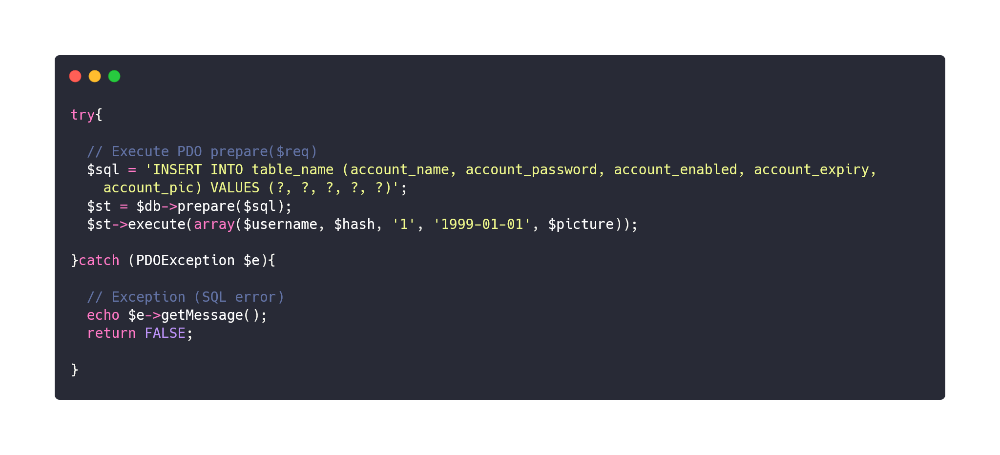 try{
// Execute PDO prepare($req)
$sql = 'INSERT INTO table_name (account_name, account_password, account_enabled, account_expiry,
account_pic) VALUES (?, ?, ?, ?, ?)';
$st = $db->prepare($sql);
$st->execute(array($username, $hash, '1', '1999-01-01', $picture));
}catch (PDOException $e){
// Exception (SQL error)
echo $e->getMessage();
return FALSE;
}